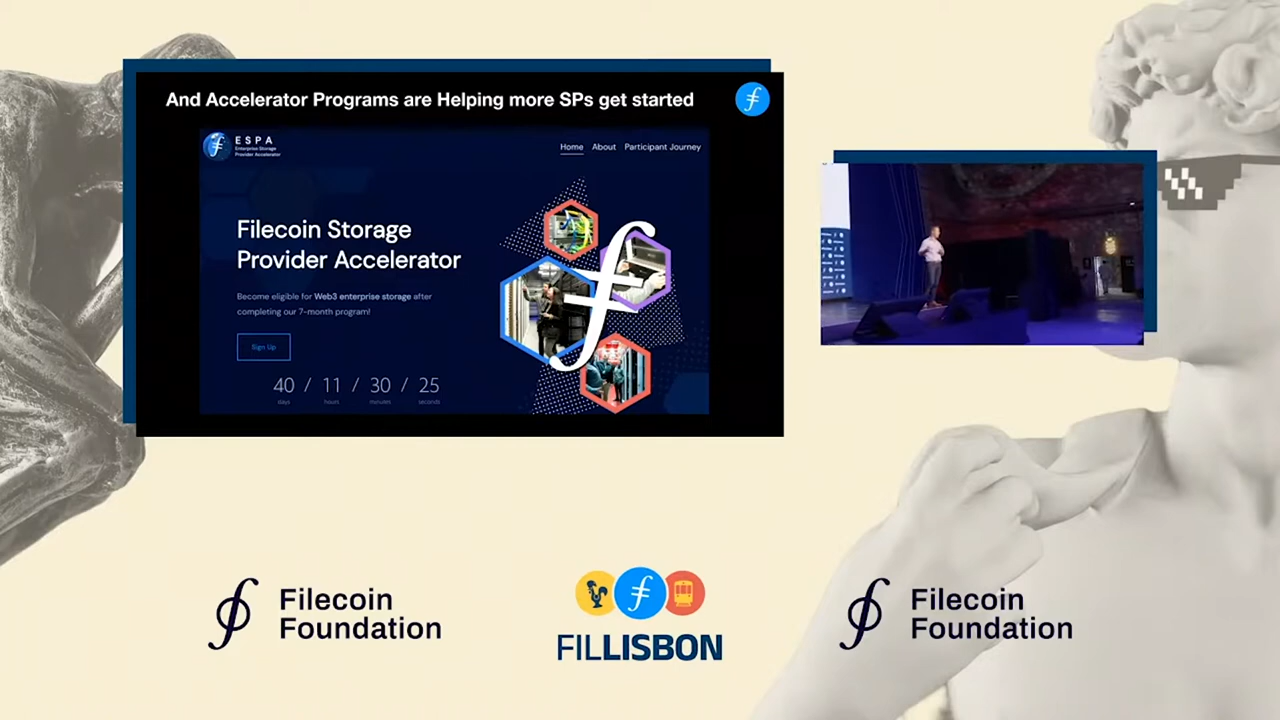 And Accelerator Programs are Helping more SPs get started
ESPA
Enterprise Storage
Provider Accelerator
Home About Participant Journey
Filecoin Storage
Provider Accelerator
Become eligible for Web3 enterprise storage after
completing our 7-month program!
Sign Up
40 / 11 / 30 / 25
days hours minutes seconds
Filecoin
Foundation
FILLISBON
Filecoin
Foundation